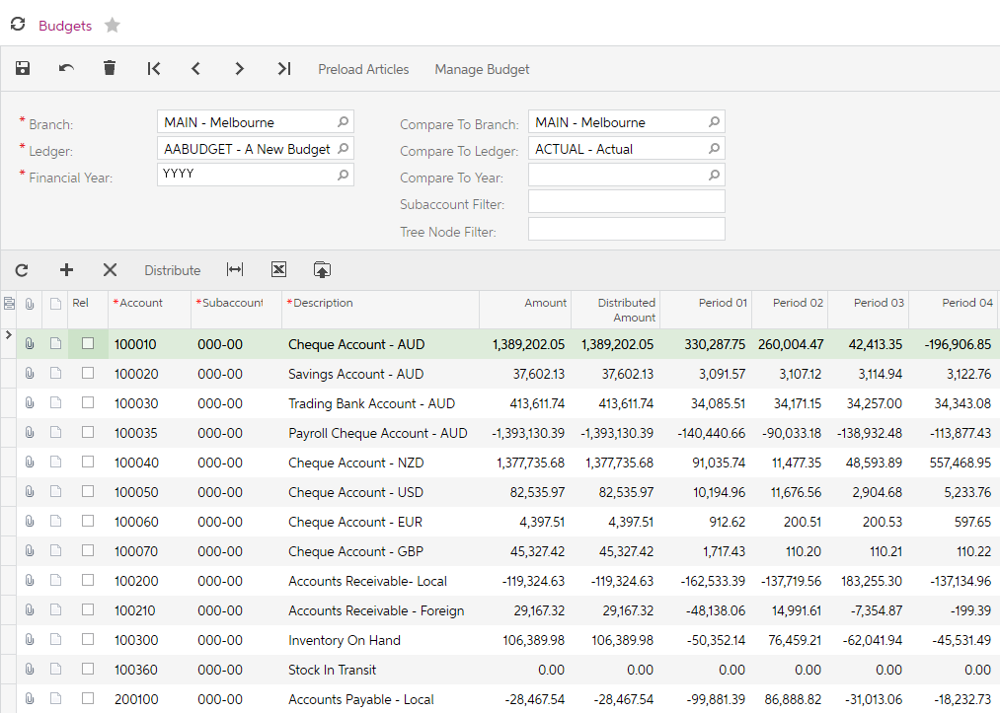 Budgets
Preload Articles Manage Budget
* Branch: MAIN - Melbourne Compare To Branch: MAIN - Melbourne
* Ledger: AABUDGET - A New Budget Compare To Ledger: ACTUAL - Actual
* Financial Year: YYYY Compare To Year:
Subaccount Filter:
Tree Node Filter:
Distribute
Rel *Account *Subaccount *Description Amount Distributed Amount Period 01 Period 02 Period 03 Period 04
100010 000-00 Cheque Account - AUD 1,389,202.05 1,389,202.05 330,287.75 260,004.47 42,413.35 -196,906.85
100020 000-00 Savings Account - AUD 37,602.13 37,602.13 3,091.57 3,107.12 3,114.94 3,122.76
100030 000-00 Trading Bank Account - AUD 413,611.74 413,611.74 34,085.51 34,171.15 34,257.00 34,343.08
100035 000-00 Payroll Cheque Account - AUD -1,393,130.39 -1,393,130.39 -140,440.66 -90,033.18 -138,932.48 -113,877.43
100040 000-00 Cheque Account - NZD 1,377,735.68 1,377,735.68 91,035.74 11,477.35 48,593.89 557,468.95
100050 000-00 Cheque Account - USD 82,535.97 82,535.97 10,194.96 11,676.56 2,904.68 5,233.76
100060 000-00 Cheque Account - EUR 4,397.51 4,397.51 912.62 200.51 200.53 597.65
100070 000-00 Cheque Account - GBP 45,327.42 45,327.42 1,717.43 110.20 110.21 110.22
100200 000-00 Accounts Receivable- Local -119,324.63 -119,324.63 -162,533.39 -137,719.56 183,255.30 -137,134.96
100210 000-00 Accounts Receivable - Foreign 29,167.32 29,167.32 -48,138.06 14,991.61 -7,354.87 -199.39
100300 000-00 Inventory On Hand 106,389.98 106,389.98 -50,352.14 76,459.21 -62,041.94 -45,531.49
100360 000-00 Stock In Transit 0.00 0.00 0.00 0.00 0.00 0.00
200100 000-00 Accounts Payable - Local -28,467.54 -28,467.54 -99,881.39 86,888.82 -31,013.06 -18,232.73